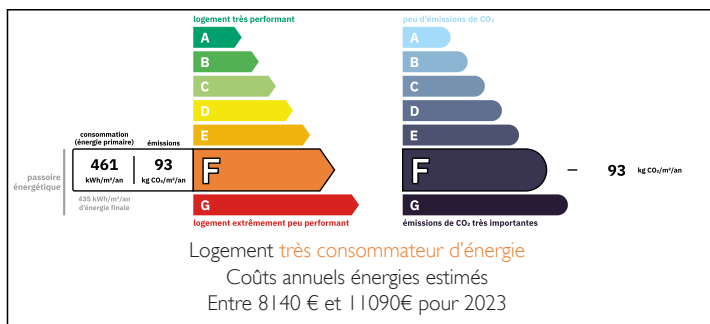 logement très performant
A
B
C
D
E
consommation
(énergie primaire)
émissions
passoire
énergétique
461
kWh/m²/an
93
kg CO₂/m²/an
F
435 kWh/m²/an
d'énergie finale
G
logement extrêmement peu performant
peu d'émissions de CO₂
A
B
C
D
E
F
93 kg CO₂/m²/an
G
émissions de CO₂ très importantes
Logement très consommateur d'énergie
Coûts annuels énergies estimés
Entre 8140 € et 11090€ pour 2023